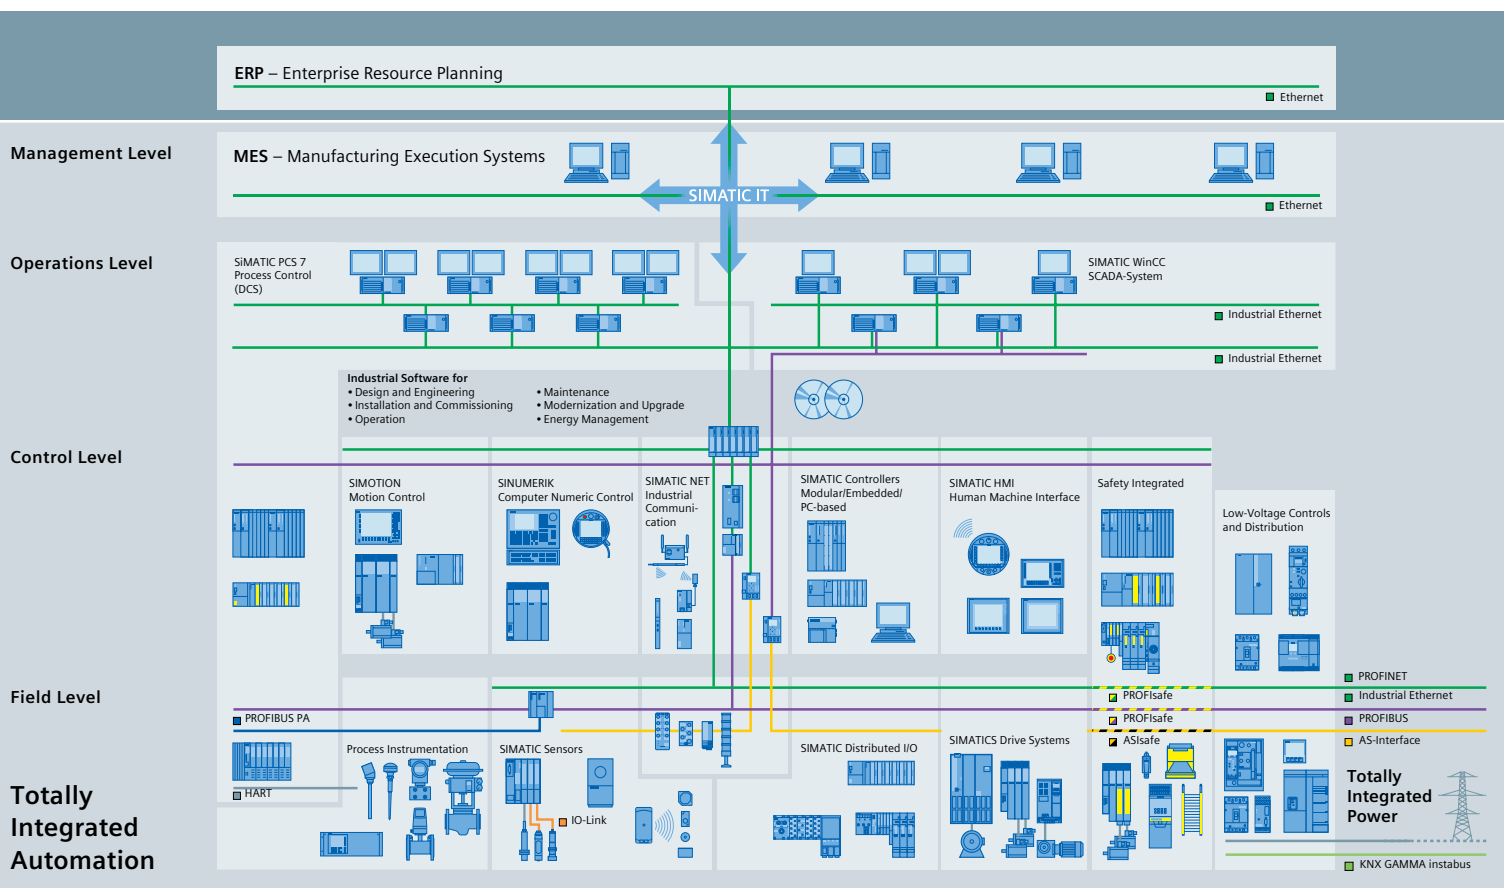 ERP – Enterprise Resource Planning
Ethernet
Management Level
MES – Manufacturing Execution Systems
SIMATIC IT
Ethernet
Operations Level
SiMATIC PCS 7
Process Control
(DCS)
SIMATIC WinCC
SCADA-System
Industrial Ethernet
Industrial Ethernet
Industrial Software for
• Design and Engineering
• Installation and Commissioning
• Operation
• Maintenance
• Modernization and Upgrade
• Energy Management
Control Level
SIMOTION
Motion Control
SINUMERIK
Computer Numeric Control
SIMATIC NET
Industrial
Communi-
cation
SIMATIC Controllers
Modular/Embedded/
PC-based
SIMATIC HMI
Human Machine Interface
Safety Integrated
Low-Voltage Controls
and Distribution
Field Level
PROFINET
PROFIsafe
Industrial Ethernet
PROFIBUS PA
PROFIsafe
PROFIBUS
ASIsafe
AS-Interface
Process Instrumentation
SIMATIC Sensors
SIMATIC Distributed I/O
SIMATICS Drive Systems
HART
IO-Link
Totally
Integrated
Automation
Totally
Integrated
Power
KNX GAMMA instabus